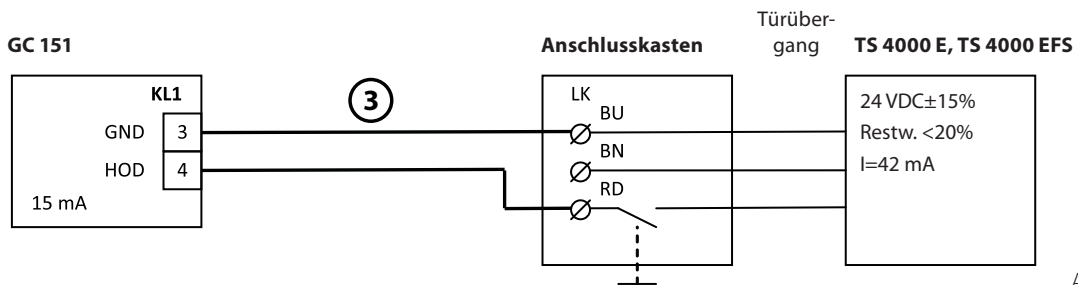 GC 151
KL1
GND 3
HOD 4
15 mA
3
Anschlusskasten
LK
BU
BN
RD
Türüber-
gang
TS 4000 E, TS 4000 EFS
24 VDC±15%
Restw. <20%
I=42 mA